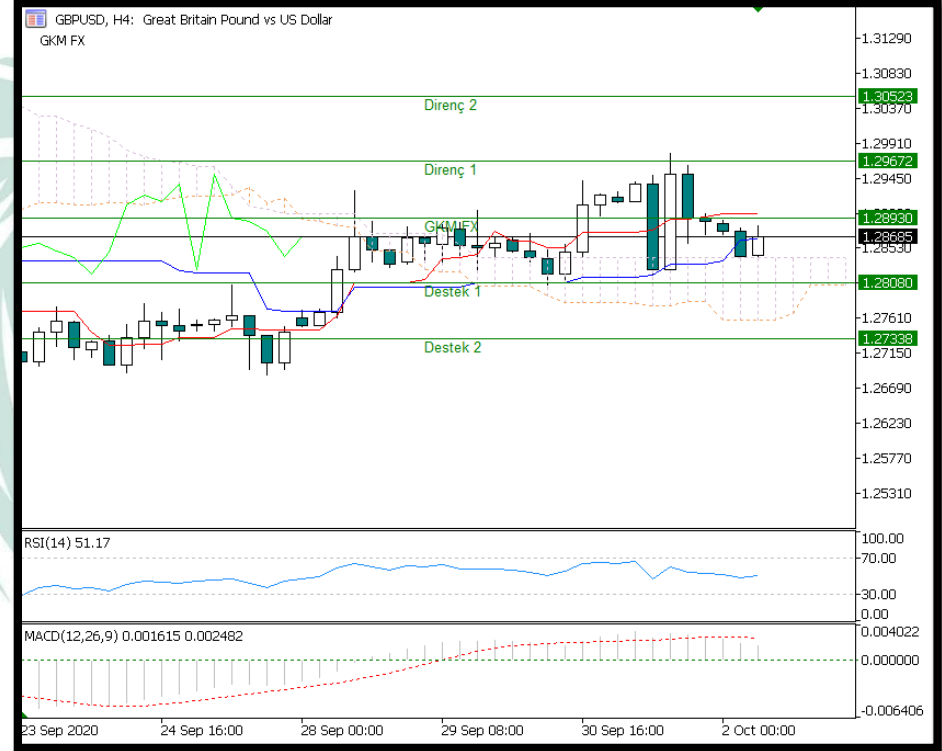 GBPUSD, H4: Great Britain Pound vs US Dollar
GKM FX
1.31290
1.30830
1.30523
1.30370
Direnç 2
1.29910
1.29672
Direnç 1
1.29450
1.28930
GKM FX
1.28685
1.28530
1.28080
Destek 1
1.27610
1.27338
Destek 2
1.27150
1.26690
1.26230
1.25770
1.25310
RSI(14) 51.17
100.00
70.00
30.00
0.00
MACD(12,26,9) 0.001615 0.002482
0.004022
0.000000
-0.006406
23 Sep 2020
24 Sep 16:00
28 Sep 00:00
29 Sep 08:00
30 Sep 16:00
2 Oct 00:00